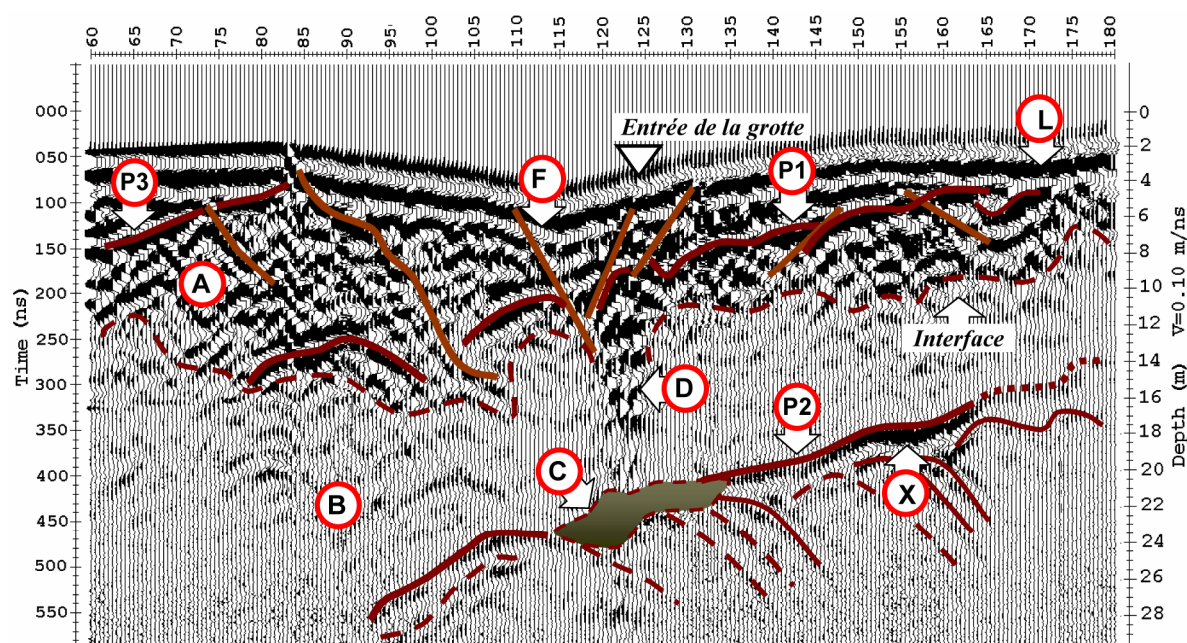 60 65 70 75 80 85 90 95 100 105 110 115 120 125 130 135 140 145 150 155 160 165 170 175 180
000 050 100 150 200 250 300 350 400 450 500 550
Time (ns)
0 2 4 6 8 10 12 14 16 18 20 22 24 26 28
Depth (m) V=0.10 m/ns
Entrée de la grotte
L
P3
F
P1
A
Interface
D
P2
C
X
B